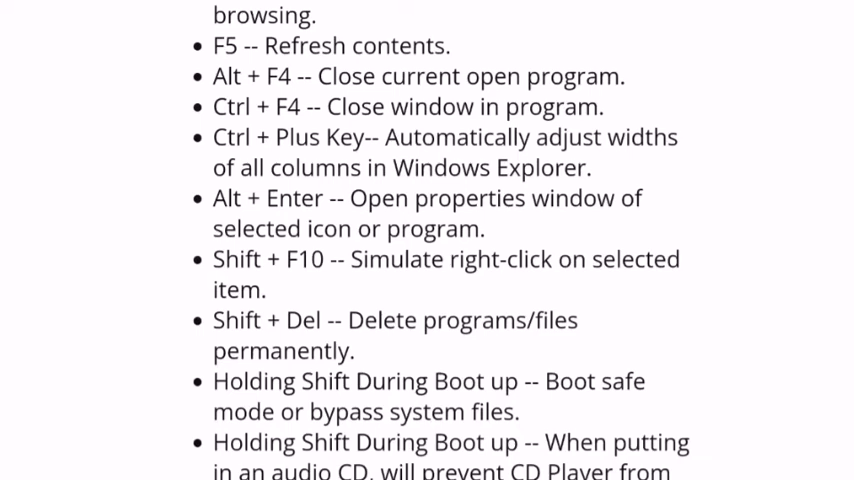 browsing.
• F5 -- Refresh contents.
• Alt + F4 -- Close current open program.
• Ctrl + F4 -- Close window in program.
• Ctrl + Plus Key-- Automatically adjust widths
of all columns in Windows Explorer.
• Alt + Enter -- Open properties window of
selected icon or program.
• Shift + F10 -- Simulate right-click on selected
item.
• Shift + Del -- Delete programs/files
permanently.
• Holding Shift During Boot up -- Boot safe
mode or bypass system files.
• Holding Shift During Boot up -- When putting
in an audio CD, will prevent CD Player from